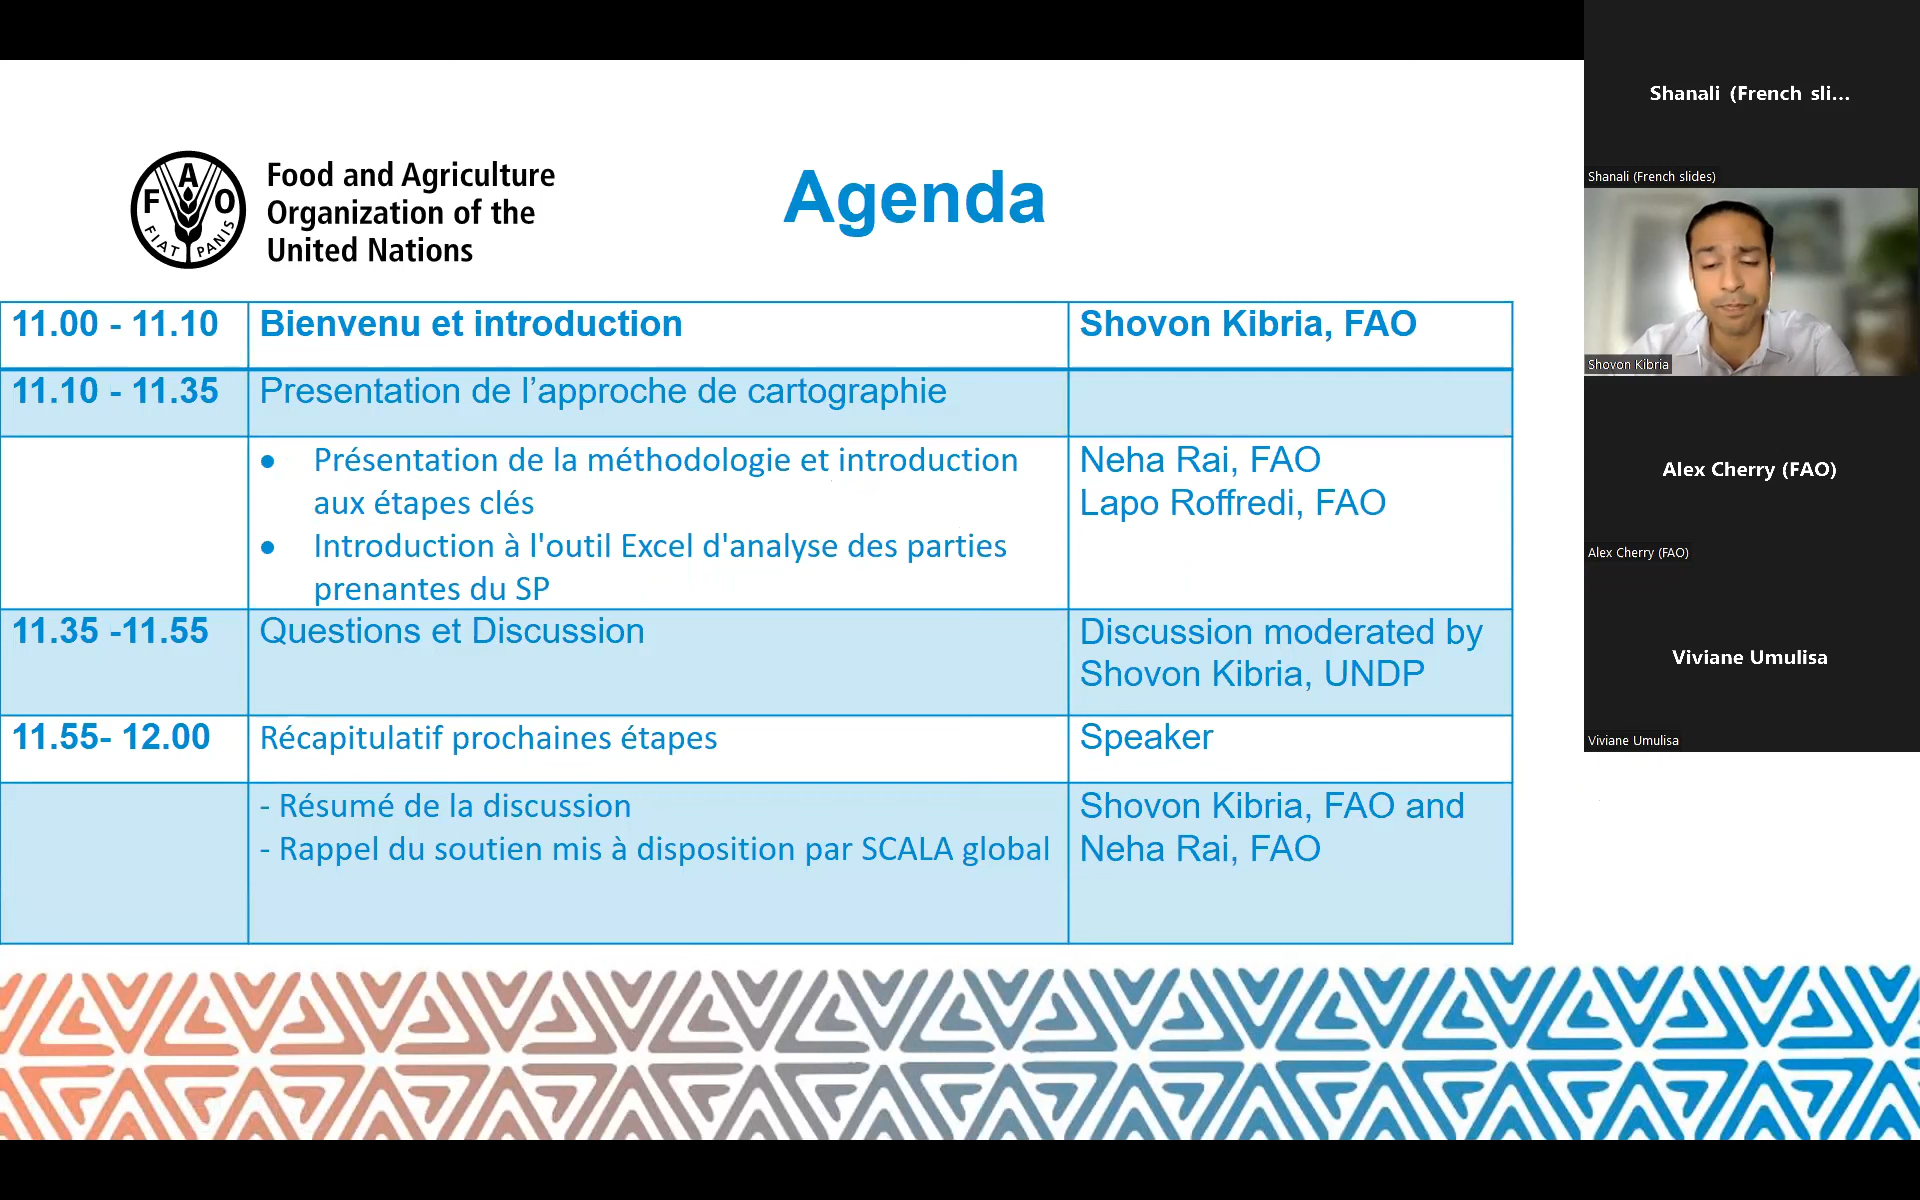 Food and Agriculture
Organization of the
United Nations
F A O
FIAT PANIS
Agenda
11.00 - 11.10
Bienvenu et introduction
Shovon Kibria, FAO
11.10 - 11.35
Presentation de l’approche de cartographie
● Présentation de la méthodologie et introduction
aux étapes clés
● Introduction à l'outil Excel d'analyse des parties
prenantes du SP
Neha Rai, FAO
Lapo Roffredi, FAO
11.35 -11.55
Questions et Discussion
Discussion moderated by
Shovon Kibria, UNDP
11.55- 12.00
Récapitulatif prochaines étapes
Speaker
- Résumé de la discussion
- Rappel du soutien mis à disposition par SCALA global
Shovon Kibria, FAO and
Neha Rai, FAO
Shanali (French sli...
Shanali (French slides)
Shovon Kibria
Alex Cherry (FAO)
Alex Cherry (FAO)
Viviane Umulisa
Viviane Umulisa